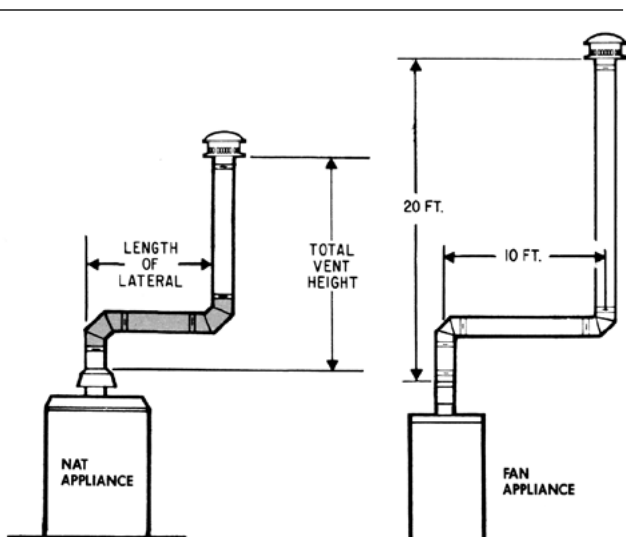 LENGTH
OF
LATERAL
TOTAL
VENT
HEIGHT
NAT
APPLIANCE
20 FT.
10 FT.
FAN
APPLIANCE